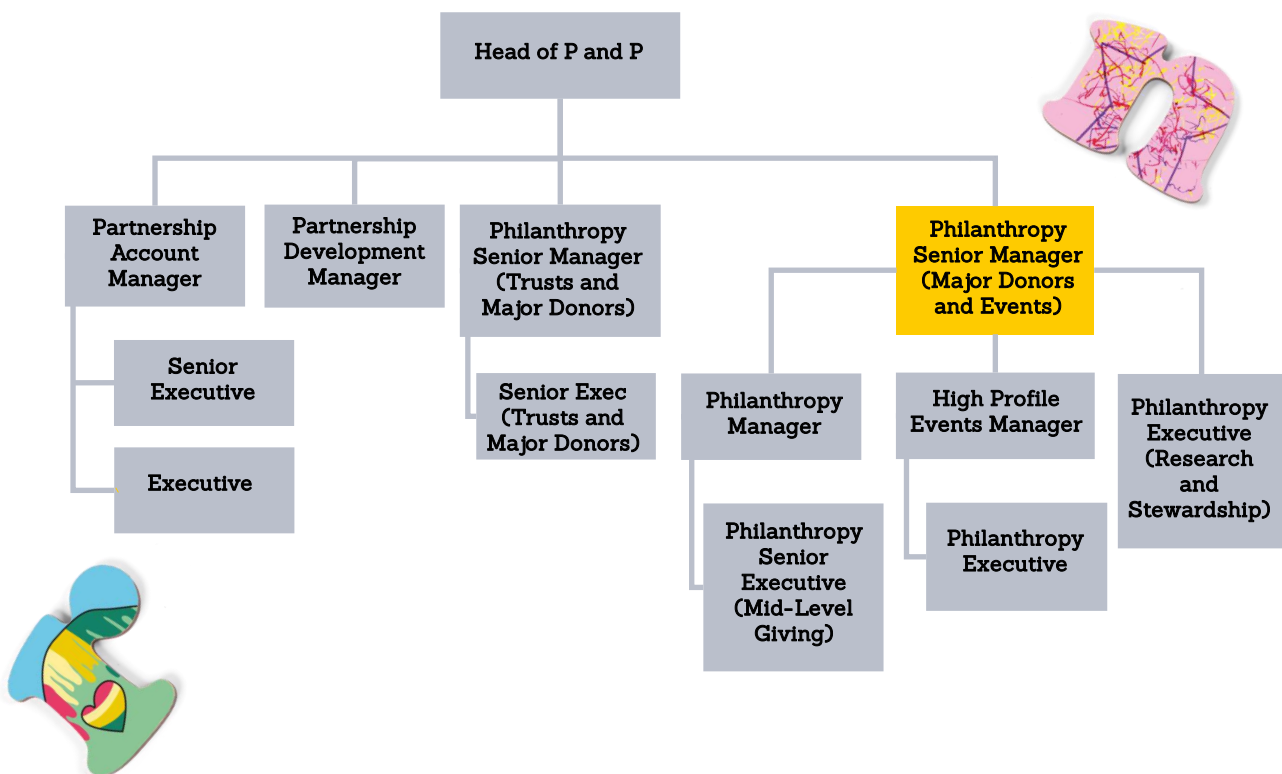 Head of P and P
Partnership
Account
Manager
Partnership
Development
Manager
Philanthropy
Senior Manager
(Trusts and
Major Donors)
Philanthropy
Senior Manager
(Major Donors
and Events)
Senior
Executive
Executive
Senior Exec
(Trusts and
Major Donors)
Philanthropy
Manager
High Profile
Events Manager
Philanthropy
Executive
(Research
and
Stewardship)
Philanthropy
Senior
Executive
(Mid-Level
Giving)
Philanthropy
Executive